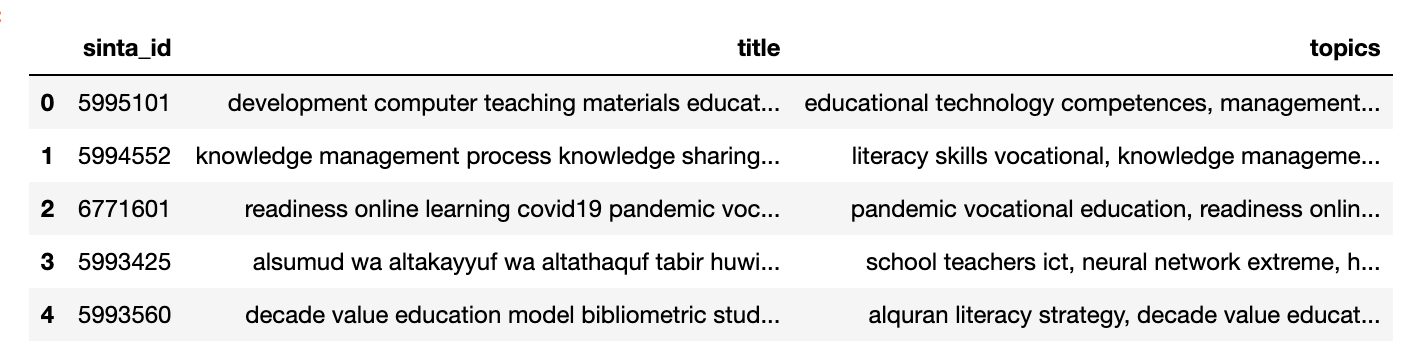 sinta_id title topics
0 5995101 development computer teaching materials educat... educational technology competences, management...
1 5994552 knowledge management process knowledge sharing... literacy skills vocational, knowledge manageme...
2 6771601 readiness online learning covid19 pandemic voc... pandemic vocational education, readiness onlin...
3 5993425 alsumud wa altakayyuf wa altathaquf tabir huwi... school teachers ict, neural network extreme, h...
4 5993560 decade value education model bibliometric stud... alquran literacy strategy, decade value educat...